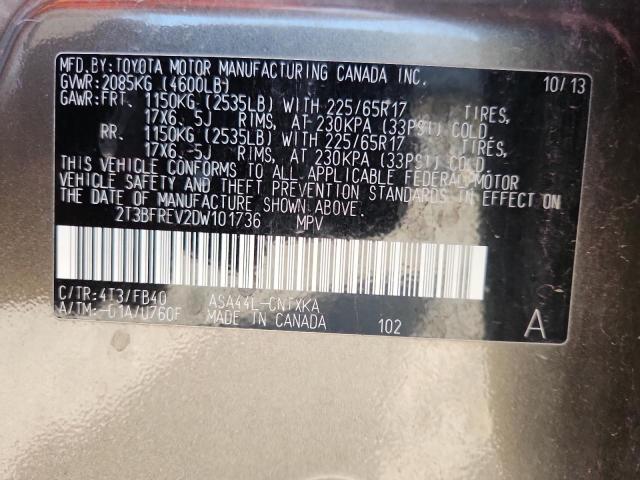 MFD. BY: TOYOTA MOTOR MANUFACTURING CANADA INC. 10/13
GVWR: 2085KG (4600LB)
GAWR: FRT. 1150KG (2535LB) WITH 225/65R17 TIRES,
17X6.5J RIMS, AT 230KPA (33PSI) COLD.
RR. 1150KG (2535LB) WITH 225/65R17 TIRES,
17X6.5J RIMS, AT 230KPA (33PSI) COLD.
THIS VEHICLE CONFORMS TO ALL APPLICABLE FEDERAL MOTOR
VEHICLE SAFETY AND THEFT PREVENTION STANDARDS IN EFFECT ON
THE DATE OF MANUFACTURE SHOWN ABOVE.
2T3BFREV2DW101736 MPV
C/TR: 4T3/FB40 ASA44L-CNTXKA
A/TM: -01A/U760F MADE IN CANADA 102 A